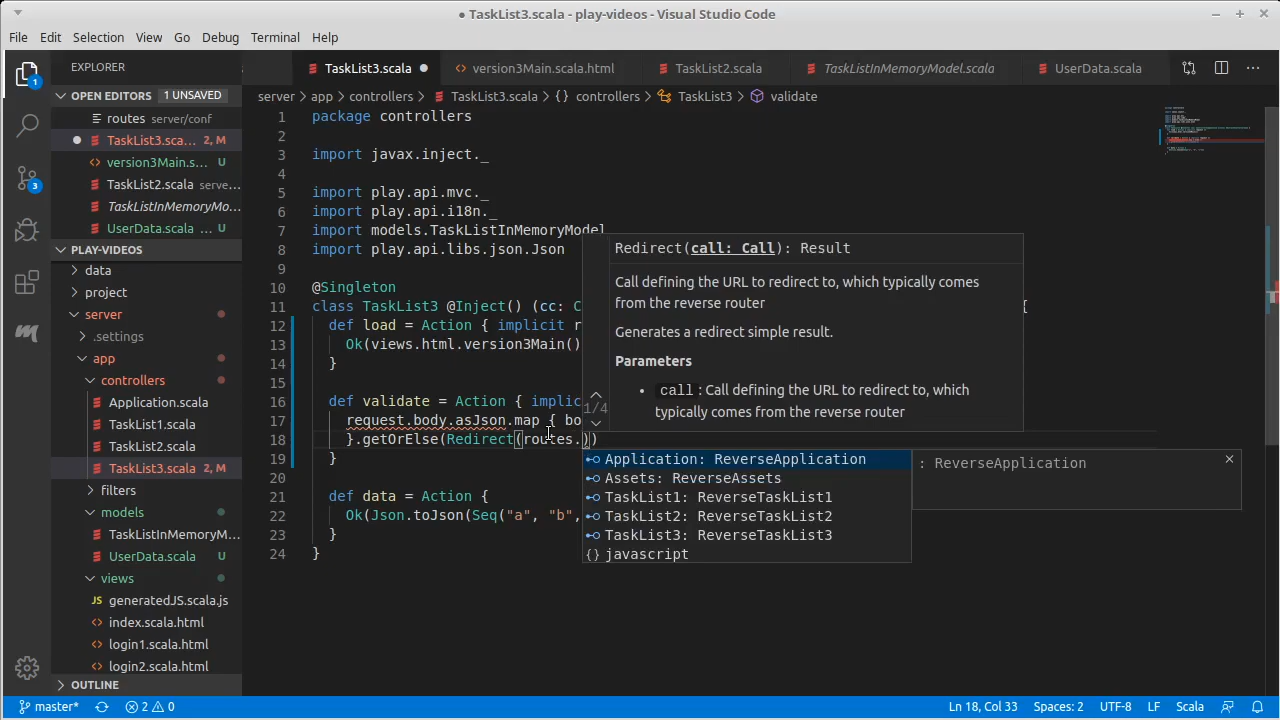 ● TaskList3.scala - play-videos - Visual Studio Code
File Edit Selection View Go Debug Terminal Help
EXPLORER
TaskList3.scala ●
version3Main.scala.html
TaskList2.scala
TaskListInMemoryModel.scala
UserData.scala
OPEN EDITORS 1 UNSAVED
server › app › controllers › TaskList3.scala › {} controllers › TaskList3 › validate
routes server/conf
TaskList3.sca... 2, M
version3Main.s... U
TaskList2.scala serve...
TaskListInMemoryMo...
UserData.scala ... U
PLAY-VIDEOS
data
project
server
.settings
app
controllers
Application.scala
TaskList1.scala
TaskList2.scala
TaskList3.scala 2, M
filters
models
TaskListInMemoryM...
UserData.scala U
views
generatedJS.scala.js
index.scala.html
login1.scala.html
login2.scala.html
OUTLINE
1 package controllers
2
3 import javax.inject._
4
5 import play.api.mvc._
6 import play.api.i18n._
7 import models.TaskListInMemoryModel
8 import play.api.libs.json.Json
9
10 @Singleton
11 class TaskList3 @Inject() (cc: C {
12 def load = Action { implicit r
13 Ok(views.html.version3Main()
14 }
15
16 def validate = Action { implic
17 request.body.asJson.map { bo
18 }.getOrElse(Redirect(routes.))
19 }
20
21 def data = Action {
22 Ok(Json.toJson(Seq("a", "b",
23 }
24 }
Redirect(call: Call): Result
Call defining the URL to redirect to, which typically comes
from the reverse router
Generates a redirect simple result.
Parameters
• call : Call defining the URL to redirect to, which
typically comes from the reverse router
1/4
Application: ReverseApplication
Assets: ReverseAssets
TaskList1: ReverseTaskList1
TaskList2: ReverseTaskList2
TaskList3: ReverseTaskList3
{} javascript
: ReverseApplication
1
3
master* 2 0 Ln 18, Col 33 Spaces: 2 UTF-8 LF Scala